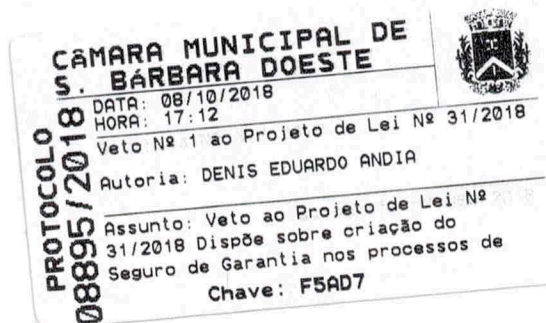 CÂMARA MUNICIPAL DE
S. BÁRBARA DOESTE
DATA: 08/10/2018
HORA: 17:12
Veto Nº 1 ao Projeto de Lei Nº 31/2018
Autoria: DENIS EDUARDO ANDIA
Assunto: Veto ao Projeto de Lei Nº
31/2018 Dispõe sobre criação do
Seguro de Garantia nos processos de
Chave: F5AD7
PROTOCOLO
08895/2018